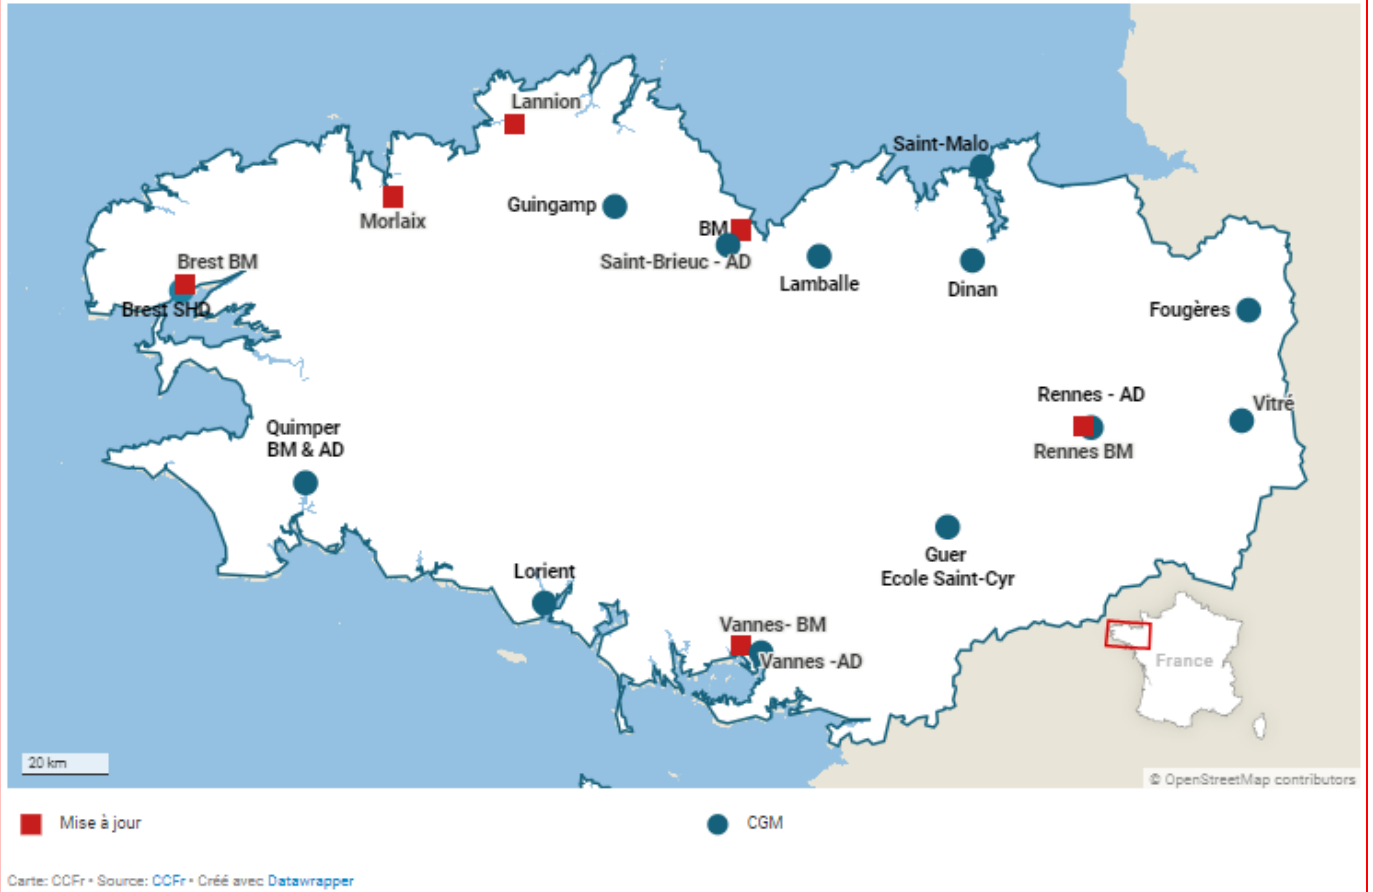 Lannion
Saint-Malo
Guingamp
Morlaix
BM
Saint-Brieuc - AD
Brest BM
Lamballe
Dinan
Brest SHD
Fougères
Rennes - AD
Vitré
Quimper
BM & AD
Rennes BM
Guer
Ecole Saint-Cyr
Lorient
Vannes- BM
Vannes -AD
France
20 km
© OpenStreetMap contributors
Mise à jour
CGM
Carte: CCFr • Source: CCFr • Créé avec Datawrapper